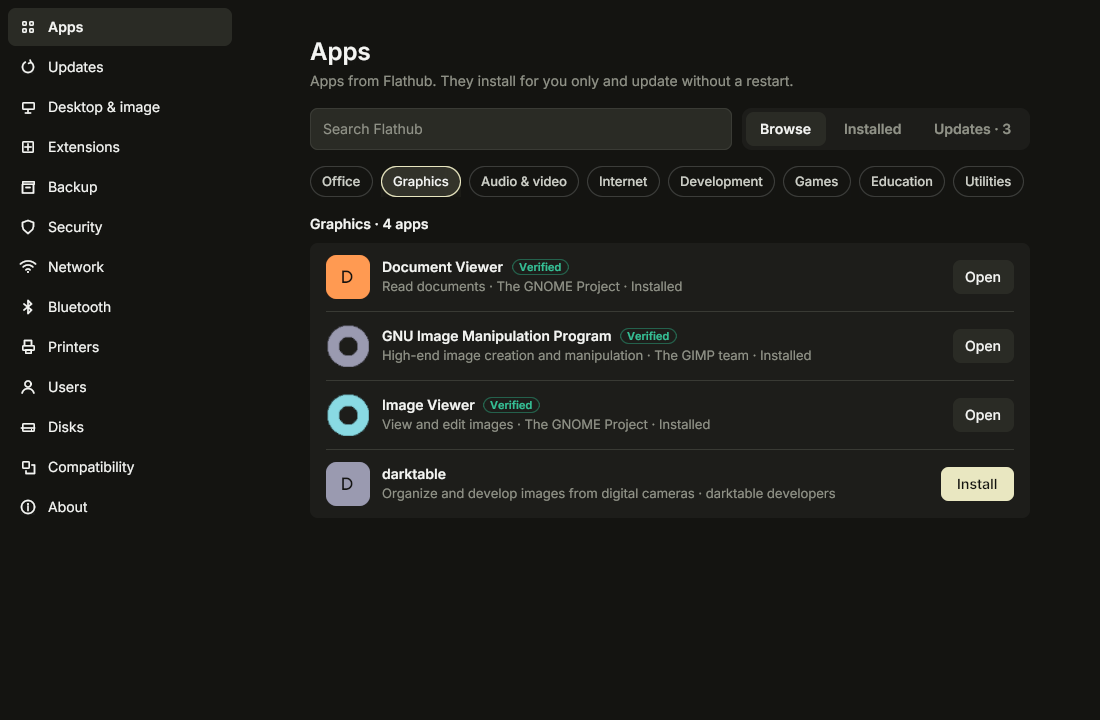 Apps
Updates
Desktop & image
Extensions
Backup
Security
Network
Bluetooth
Printers
Users
Disks
Compatibility
About
Apps
Apps from Flathub. They install for you only and update without a restart.
Search Flathub
Browse Installed Updates · 3
Office Graphics Audio & video Internet Development Games Education Utilities
Graphics · 4 apps
D
Document Viewer Verified
Read documents · The GNOME Project · Installed
Open
GNU Image Manipulation Program Verified
High-end image creation and manipulation · The GIMP team · Installed
Open
Image Viewer Verified
View and edit images · The GNOME Project · Installed
Open
D
darktable
Organize and develop images from digital cameras · darktable developers
Install